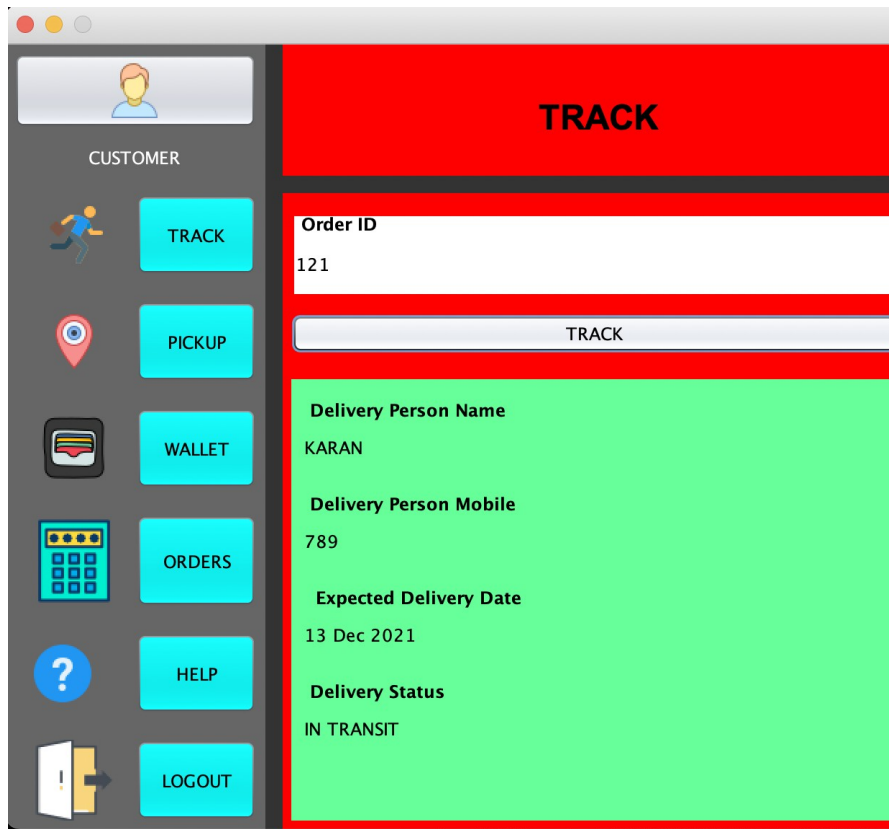 CUSTOMER
TRACK
PICKUP
WALLET
ORDERS
HELP
LOGOUT
TRACK
Order ID
121
TRACK
Delivery Person Name
KARAN
Delivery Person Mobile
789
Expected Delivery Date
13 Dec 2021
Delivery Status
IN TRANSIT